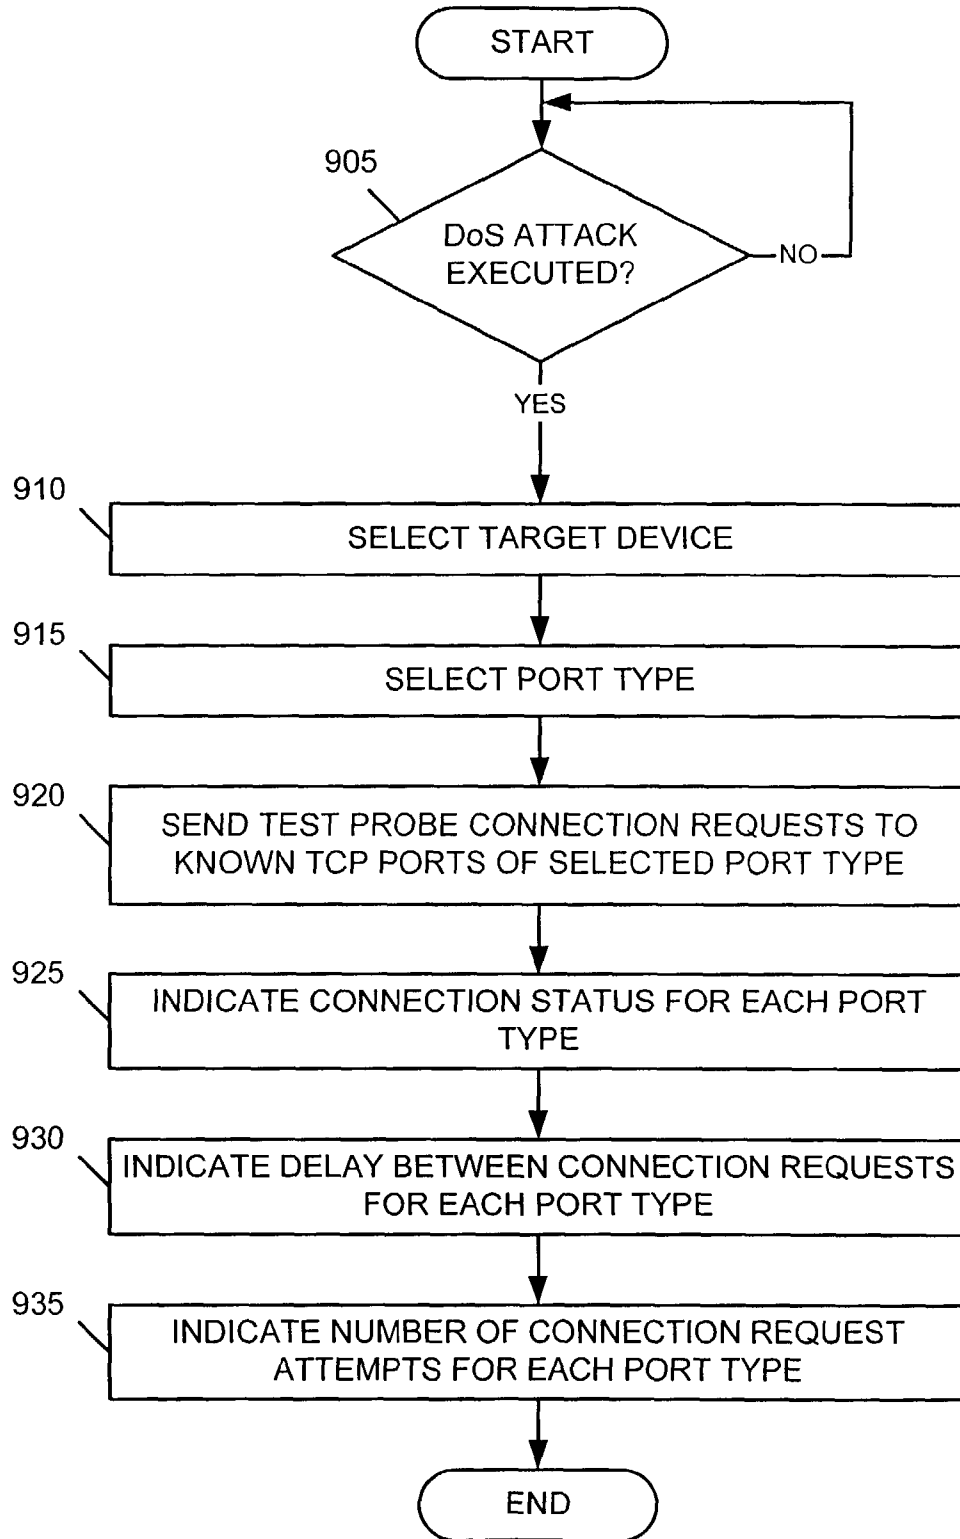 START
905
DoS ATTACK
EXECUTED?
NO
YES
910
SELECT TARGET DEVICE
915
SELECT PORT TYPE
920
SEND TEST PROBE CONNECTION REQUESTS TO
KNOWN TCP PORTS OF SELECTED PORT TYPE
925
INDICATE CONNECTION STATUS FOR EACH PORT
TYPE
930
INDICATE DELAY BETWEEN CONNECTION REQUESTS
FOR EACH PORT TYPE
935
INDICATE NUMBER OF CONNECTION REQUEST
ATTEMPTS FOR EACH PORT TYPE
END